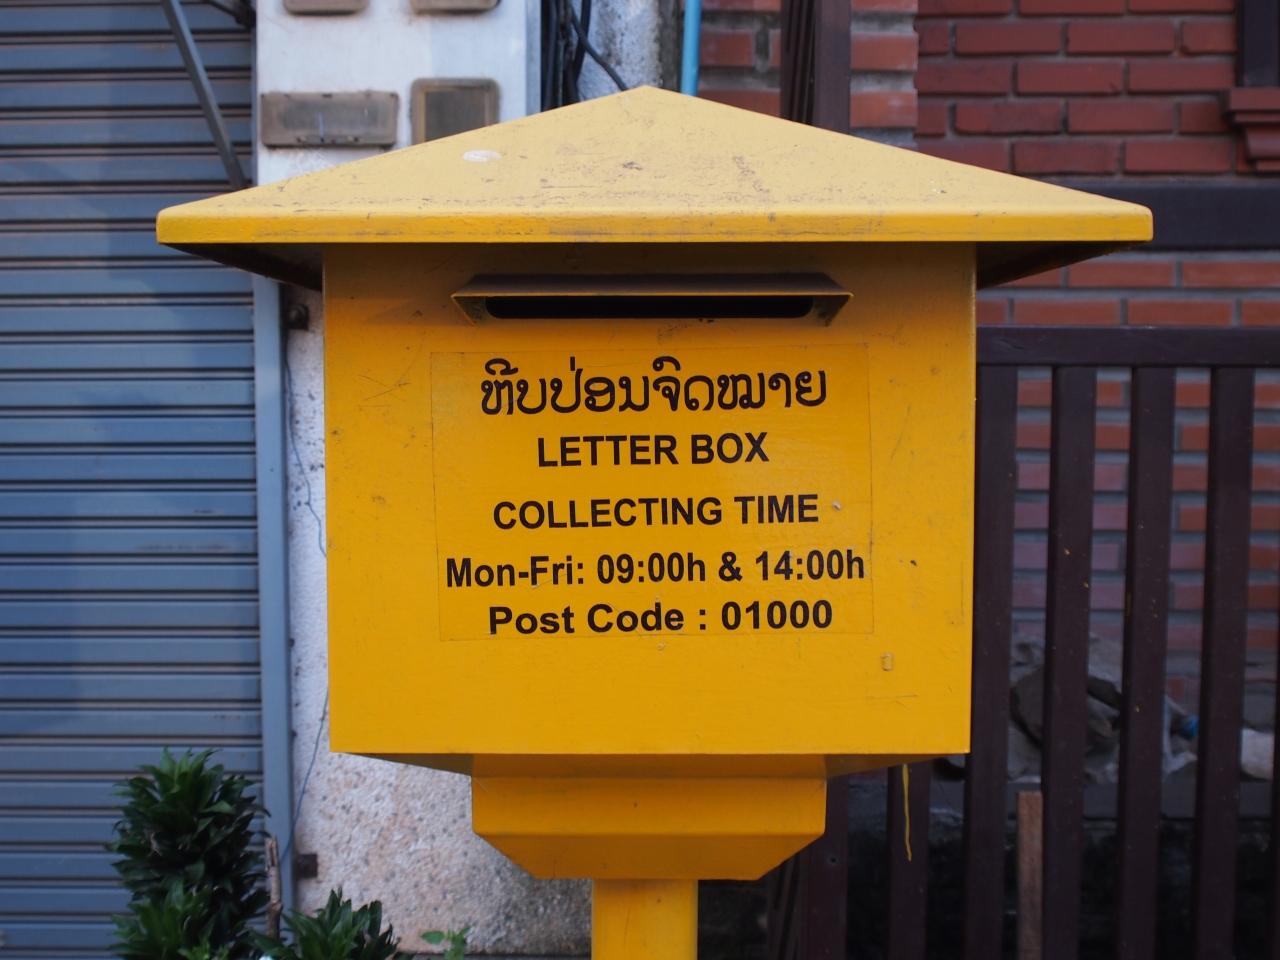 ຫີບປ່ອນຈົດໝາຍ
LETTER BOX
COLLECTING TIME
Mon-Fri: 09:00h & 14:00h
Post Code : 01000